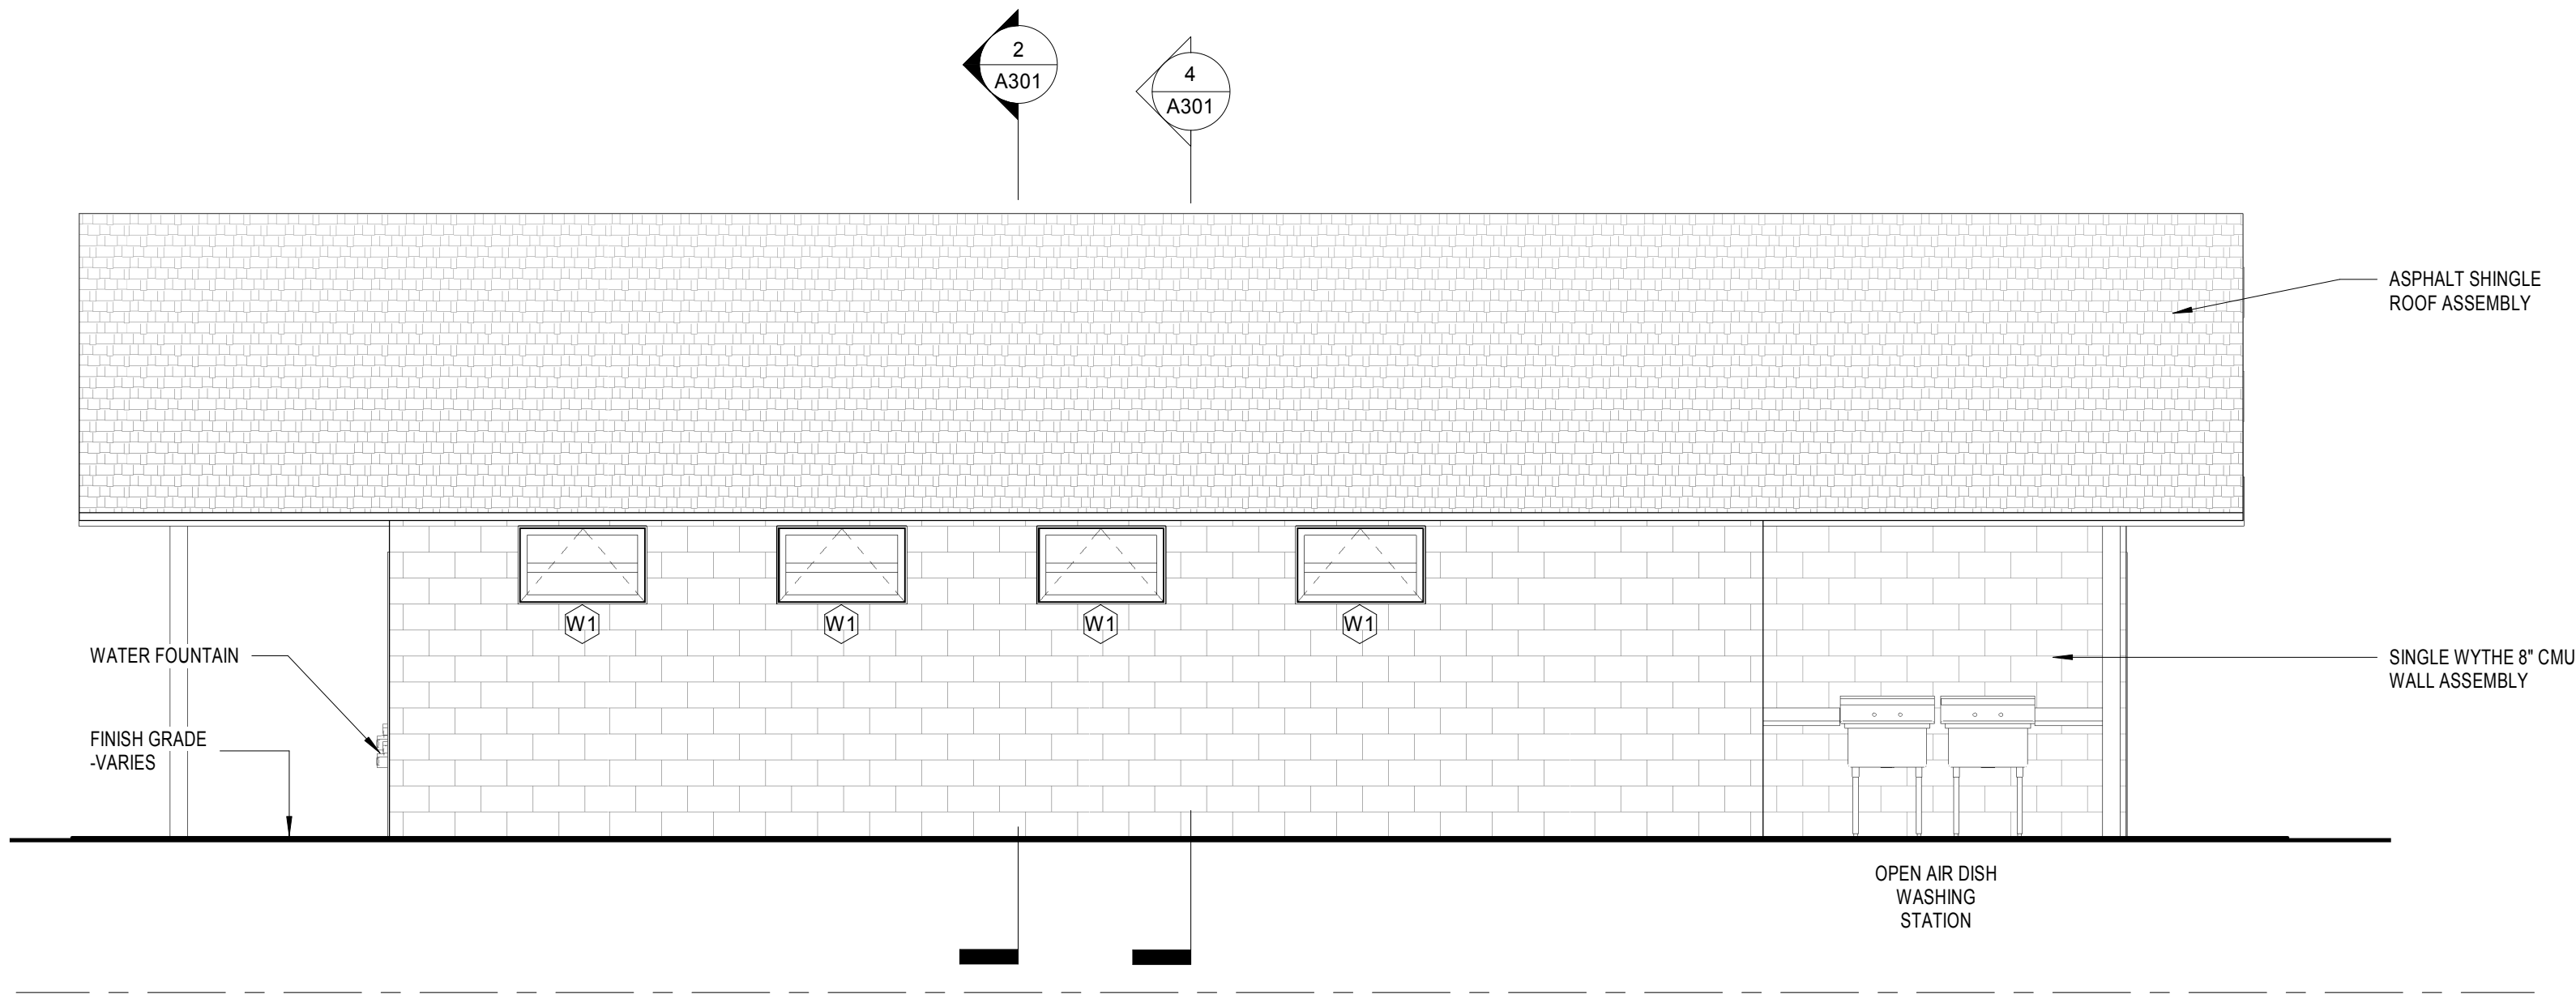 2
A301
4
A301
ASPHALT SHINGLE
ROOF ASSEMBLY
W1
W1
W1
W1
WATER FOUNTAIN
SINGLE WYTHE 8" CMU
WALL ASSEMBLY
FINISH GRADE
-VARIES
OPEN AIR DISH
WASHING
STATION